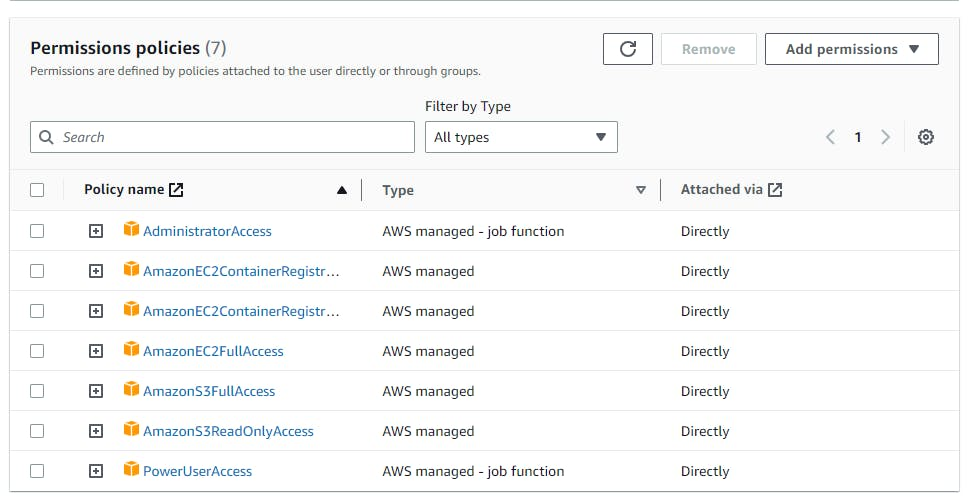 Permissions policies (7)
Remove
Add permissions
Permissions are defined by policies attached to the user directly or through groups.
Filter by Type
Search
All types
1
Policy name Type Attached via
AdministratorAccess AWS managed - job function Directly
AmazonEC2ContainerRegistr... AWS managed Directly
AmazonEC2ContainerRegistr... AWS managed Directly
AmazonEC2FullAccess AWS managed Directly
AmazonS3FullAccess AWS managed Directly
AmazonS3ReadOnlyAccess AWS managed Directly
PowerUserAccess AWS managed - job function Directly